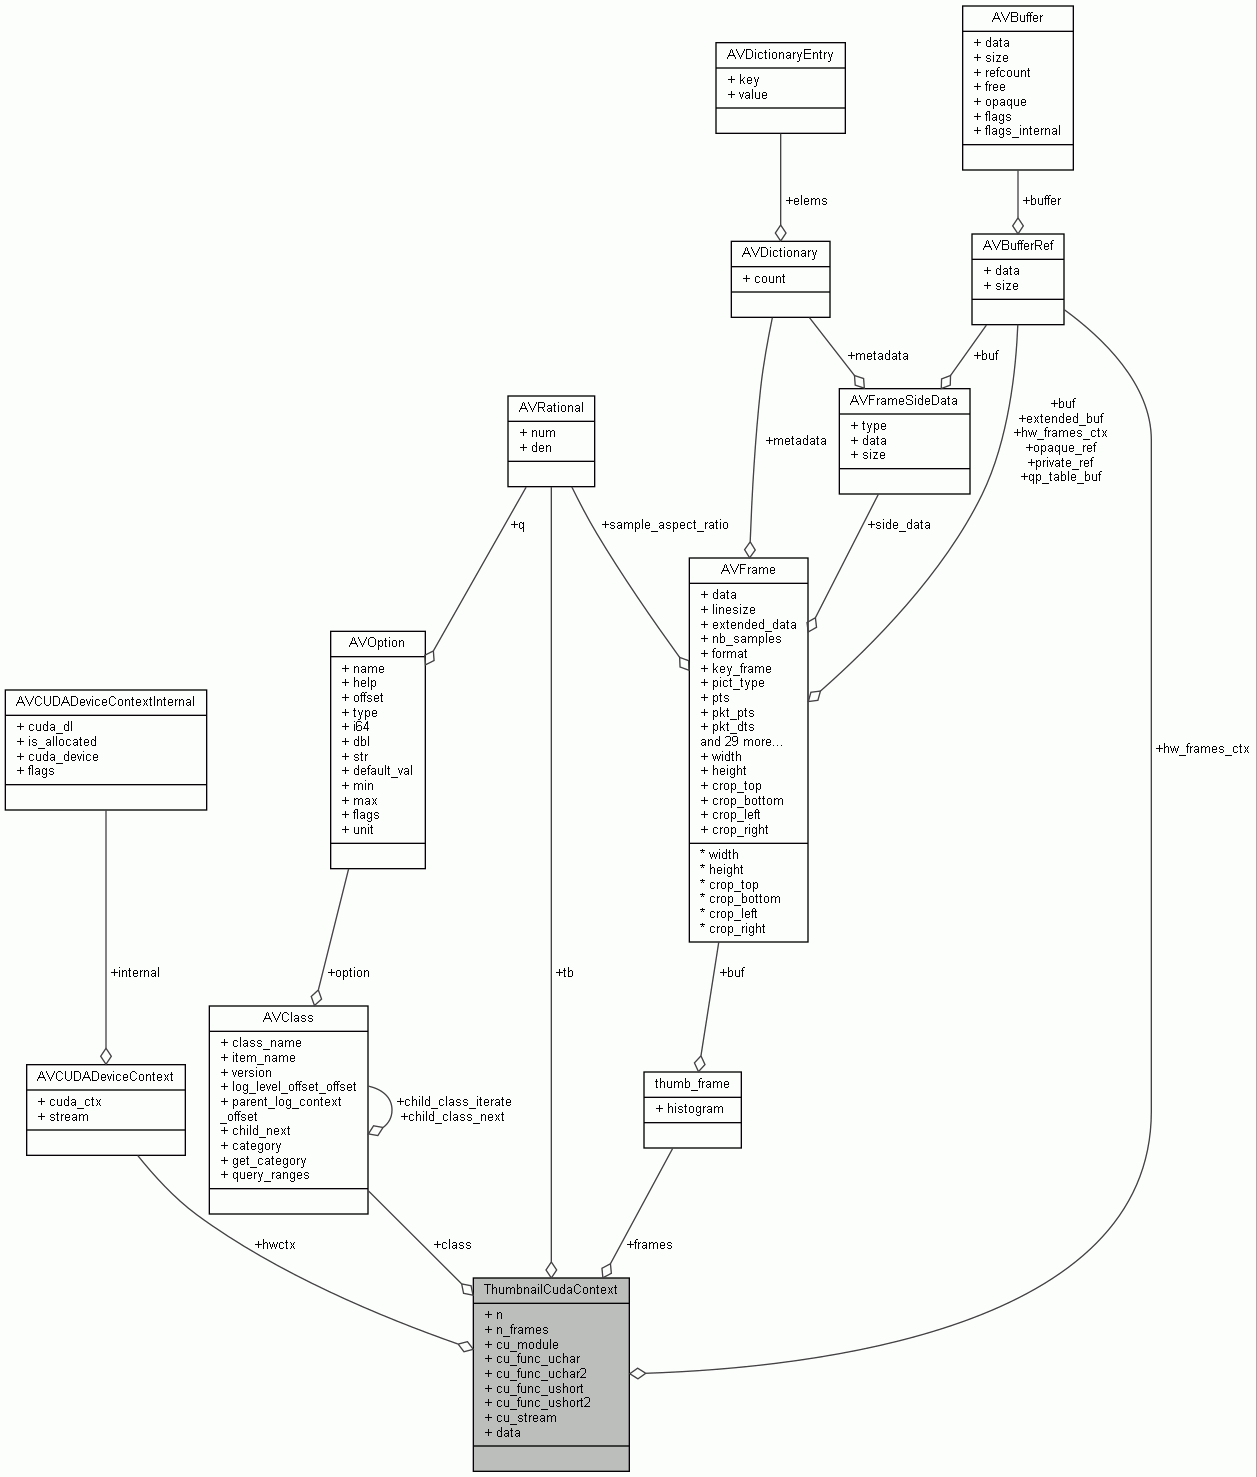 AVBuffer
+ data
+ size
+ refcount
+ free
+ opaque
+ flags
+ flags_internal
AVDictionaryEntry
+ key
+ value
+elems
+buffer
AVDictionary
+ count
AVBufferRef
+ data
+ size
+metadata
+buf
AVFrameSideData
+ type
+ data
+ size
+buf
+extended_buf
+hw_frames_ctx
+opaque_ref
+private_ref
+qp_table_buf
AVRational
+ num
+ den
+metadata
+q
+sample_aspect_ratio
+side_data
AVFrame
+ data
+ linesize
+ extended_data
+ nb_samples
+ format
+ key_frame
+ pict_type
+ pts
+ pkt_pts
+ pkt_dts
and 29 more...
+ width
+ height
+ crop_top
+ crop_bottom
+ crop_left
+ crop_right
* width
* height
* crop_top
* crop_bottom
* crop_left
* crop_right
AVOption
+ name
+ help
+ offset
+ type
+ i64
+ dbl
+ str
+ default_val
+ min
+ max
+ flags
+ unit
AVCUDADeviceContextInternal
+ cuda_dl
+ is_allocated
+ cuda_device
+ flags
+hw_frames_ctx
+internal
+option
+tb
+buf
AVClass
+ class_name
+ item_name
+ version
+ log_level_offset_offset
+ parent_log_context
_offset
+ child_next
+ category
+ get_category
+ query_ranges
+child_class_iterate
+child_class_next
AVCUDADeviceContext
+ cuda_ctx
+ stream
thumb_frame
+ histogram
+hwctx
+class
+frames
ThumbnailCudaContext
+ n
+ n_frames
+ cu_module
+ cu_func_uchar
+ cu_func_uchar2
+ cu_func_ushort
+ cu_func_ushort2
+ cu_stream
+ data